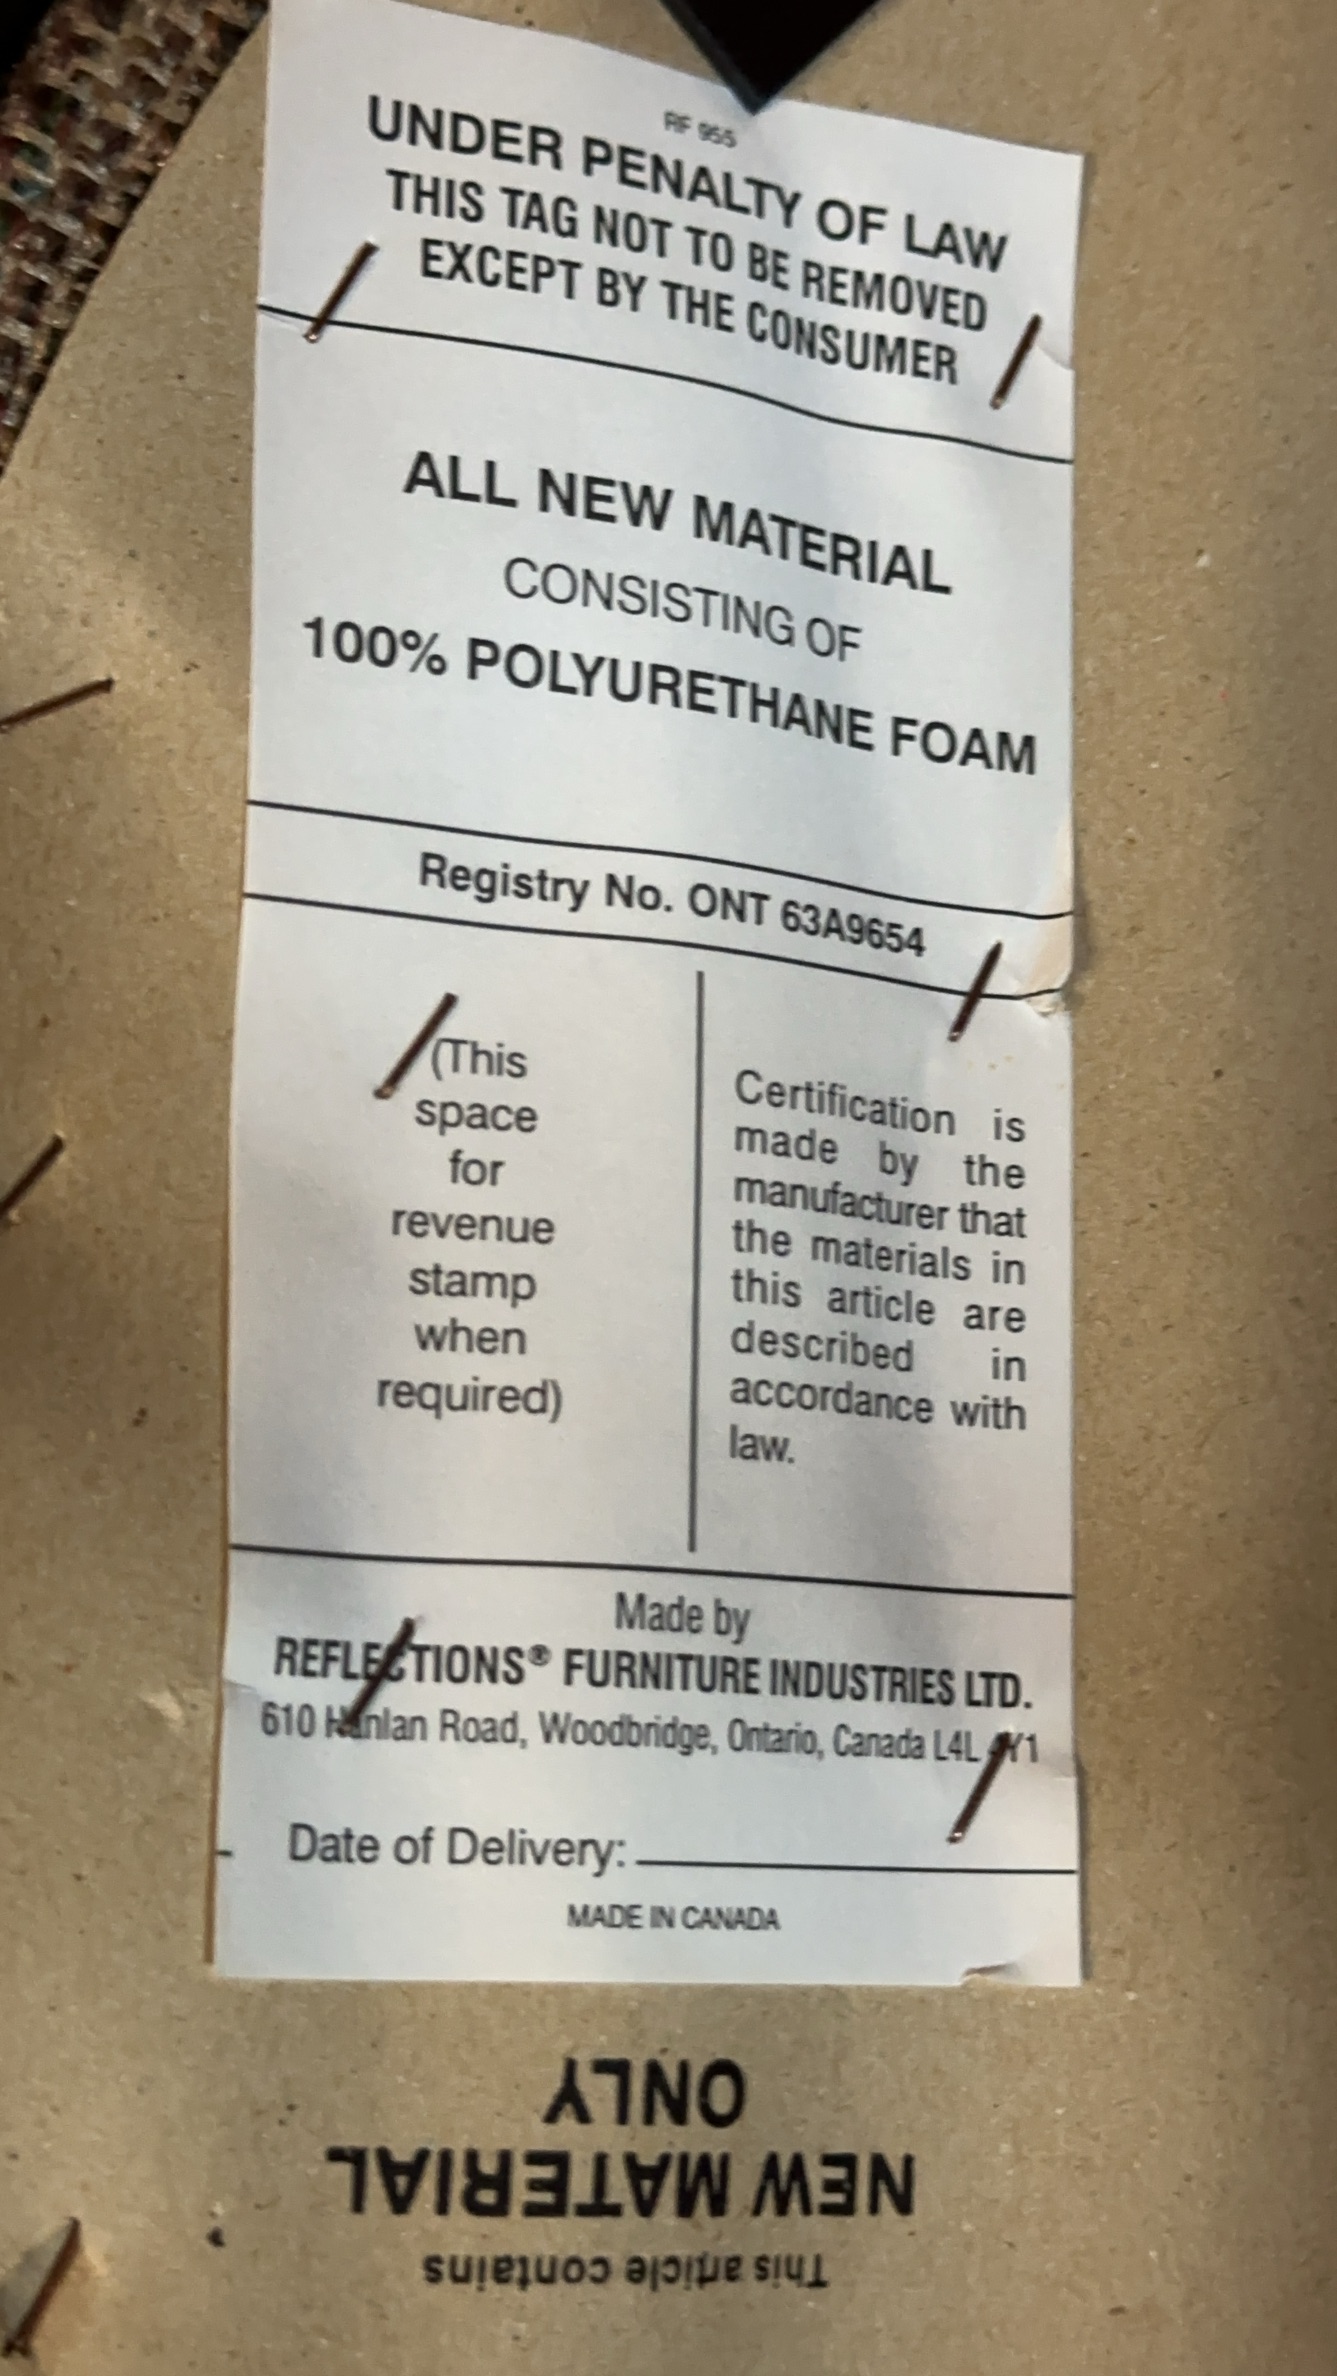 RF 955
UNDER PENALTY OF LAW
THIS TAG NOT TO BE REMOVED
EXCEPT BY THE CONSUMER
ALL NEW MATERIAL
CONSISTING OF
100% POLYURETHANE FOAM
Registry No. ONT 63A9654
(This
space
for
revenue
stamp
when
required)
Certification is
made by the
manufacturer that
the materials in
this article are
described in
accordance with
law.
Made by
REFLECTIONS® FURNITURE INDUSTRIES LTD.
610 Hanlan Road, Woodbridge, Ontario, Canada L4L
Date of Delivery:
MADE IN CANADA
This article contains
NEW MATERIAL
ONLY